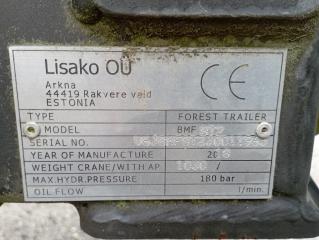 Lisako OÜ
Arkna
44419 Rakvere vald
ESTONIA
CE
TYPE FOREST TRAILER
MODEL BMF
SERIAL NO.
YEAR OF MANUFACTURE 20
WEIGHT CRANE/WITH AP /
MAX.HYDR.PRESSURE 180 bar
OIL FLOW l/min.